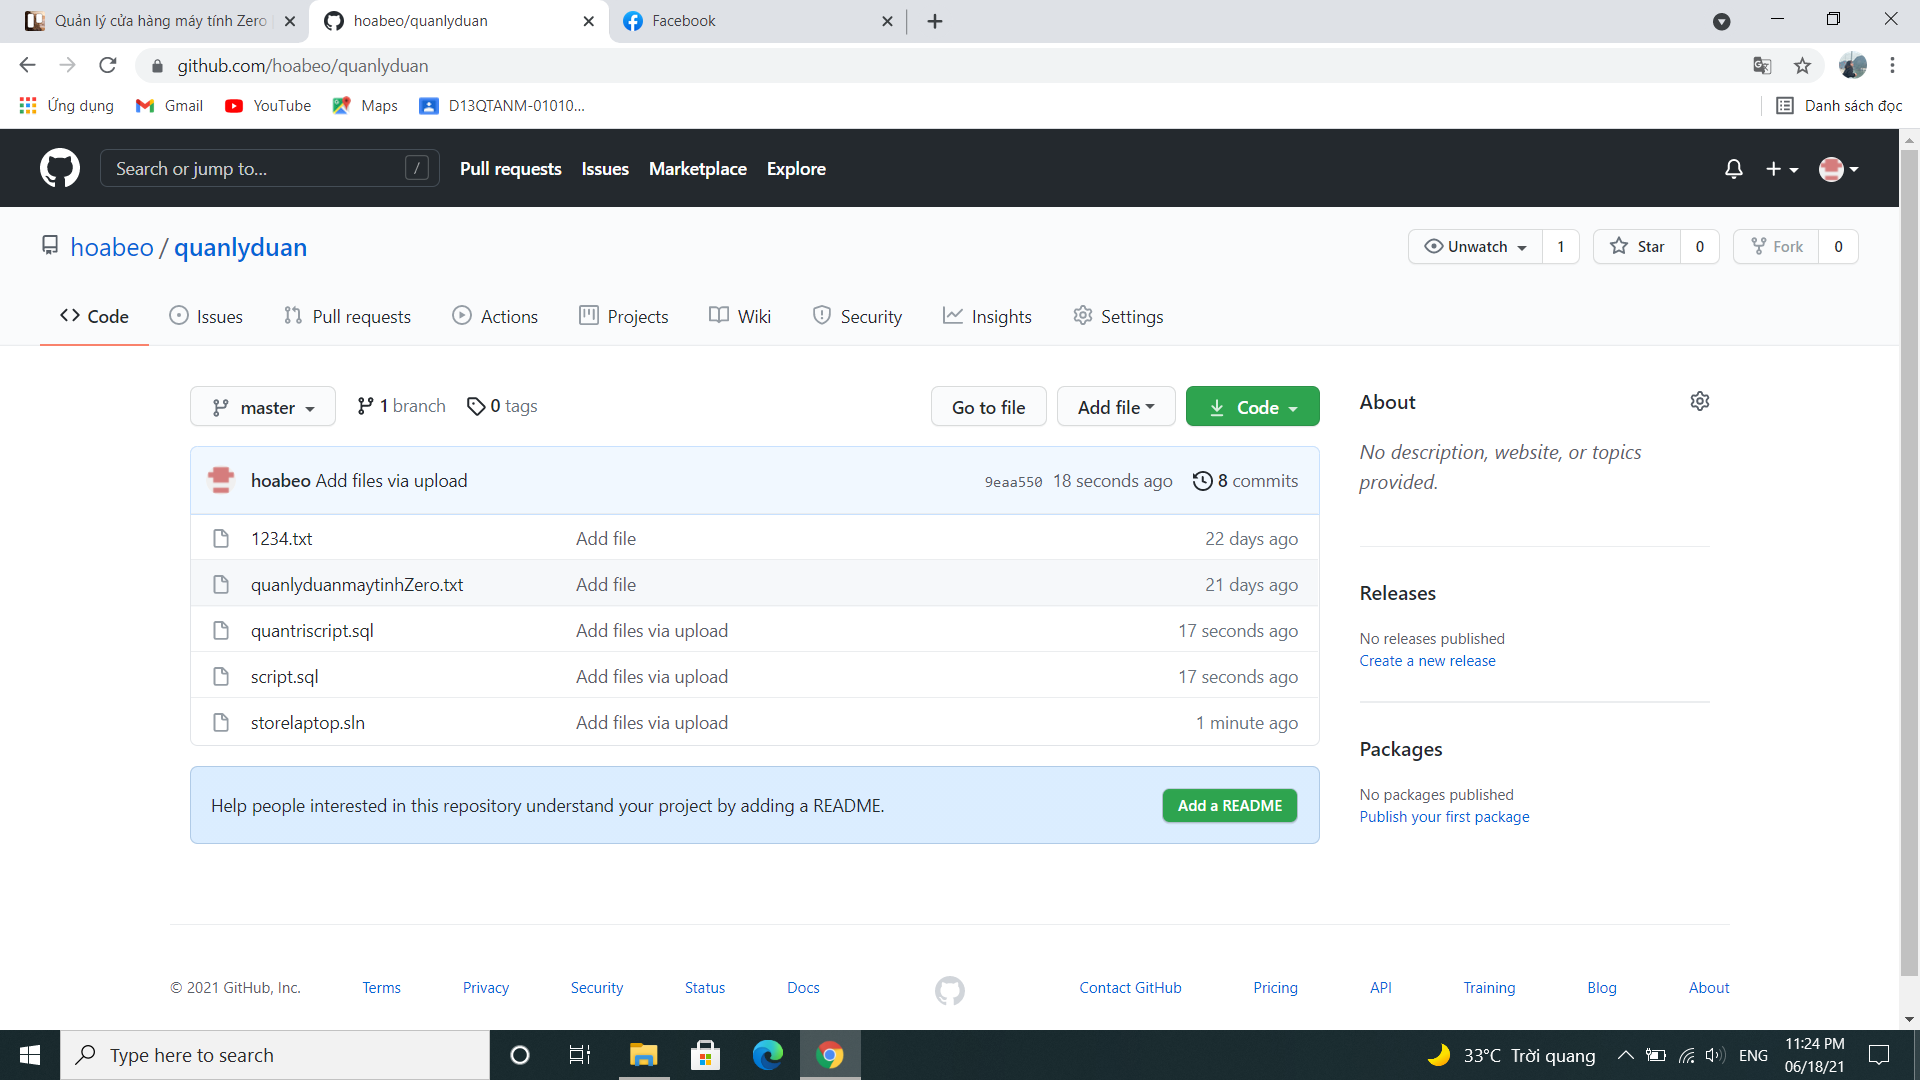 Quản lý cửa hàng máy tính Zero
hoabeo/quanlyduan
Facebook
github.com/hoabeo/quanlyduan
Ứng dụng
Gmail
YouTube
Maps
D13QTANM-01010...
Danh sách đọc
Search or jump to...
/
Pull requests
Issues
Marketplace
Explore
hoabeo / quanlyduan
Unwatch
1
Star
0
Fork
0
Code
Issues
Pull requests
Actions
Projects
Wiki
Security
Insights
Settings
master
1 branch
0 tags
Go to file
Add file
Code
About
No description, website, or topics
provided.
hoabeo Add files via upload
9eaa550 18 seconds ago
8 commits
1234.txt
Add file
22 days ago
quanlyduanmaytinhZero.txt
Add file
21 days ago
quantriscript.sql
Add files via upload
17 seconds ago
script.sql
Add files via upload
17 seconds ago
storelaptop.sln
Add files via upload
1 minute ago
Releases
No releases published
Create a new release
Packages
No packages published
Publish your first package
Help people interested in this repository understand your project by adding a README.
Add a README
© 2021 GitHub, Inc.
Terms
Privacy
Security
Status
Docs
Contact GitHub
Pricing
API
Training
Blog
About
Type here to search
33°C Trời quang
ENG
11:24 PM
06/18/21